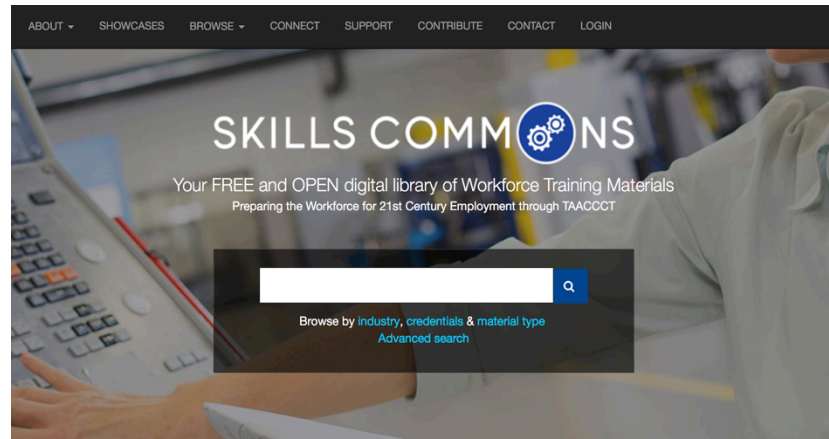 ABOUT SHOWCASES BROWSE CONNECT SUPPORT CONTRIBUTE CONTACT LOGIN
SKILLS COMMONS
Your FREE and OPEN digital library of Workforce Training Materials
Preparing the Workforce for 21st Century Employment through TAACCCT
Browse by industry, credentials & material type
Advanced search